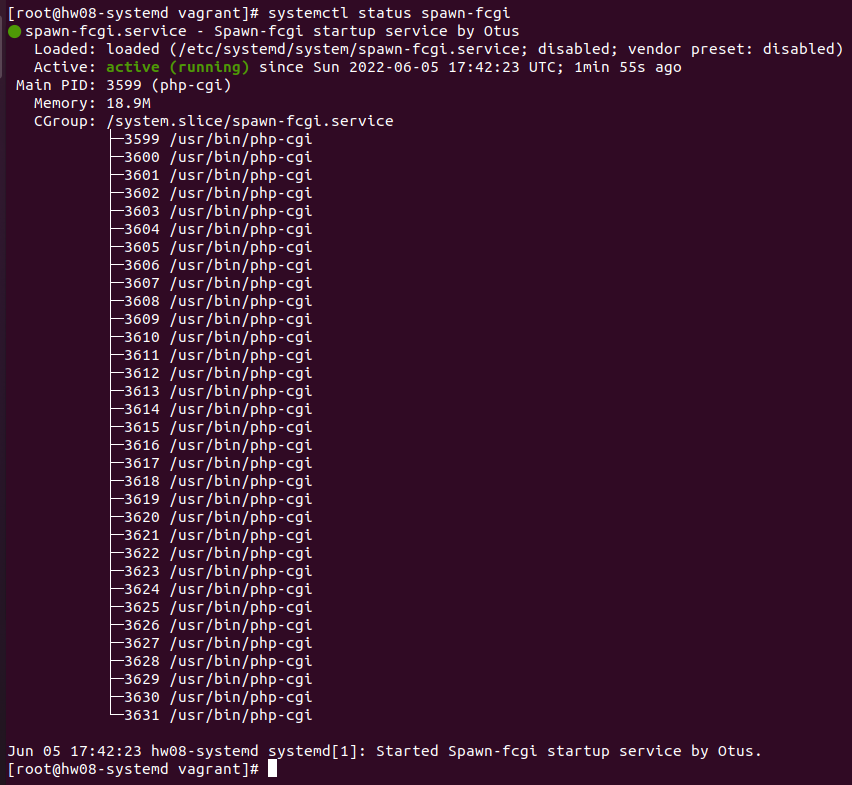 [root@hw08-systemd vagrant]# systemctl status spawn-fcgi
● spawn-fcgi.service - Spawn-fcgi startup service by Otus
   Loaded: loaded (/etc/systemd/system/spawn-fcgi.service; disabled; vendor preset: disabled)
   Active: active (running) since Sun 2022-06-05 17:42:23 UTC; 1min 55s ago
 Main PID: 3599 (php-cgi)
   Memory: 18.9M
   CGroup: /system.slice/spawn-fcgi.service
           ├─3599 /usr/bin/php-cgi
           ├─3600 /usr/bin/php-cgi
           ├─3601 /usr/bin/php-cgi
           ├─3602 /usr/bin/php-cgi
           ├─3603 /usr/bin/php-cgi
           ├─3604 /usr/bin/php-cgi
           ├─3605 /usr/bin/php-cgi
           ├─3606 /usr/bin/php-cgi
           ├─3607 /usr/bin/php-cgi
           ├─3608 /usr/bin/php-cgi
           ├─3609 /usr/bin/php-cgi
           ├─3610 /usr/bin/php-cgi
           ├─3611 /usr/bin/php-cgi
           ├─3612 /usr/bin/php-cgi
           ├─3613 /usr/bin/php-cgi
           ├─3614 /usr/bin/php-cgi
           ├─3615 /usr/bin/php-cgi
           ├─3616 /usr/bin/php-cgi
           ├─3617 /usr/bin/php-cgi
           ├─3618 /usr/bin/php-cgi
           ├─3619 /usr/bin/php-cgi
           ├─3620 /usr/bin/php-cgi
           ├─3621 /usr/bin/php-cgi
           ├─3622 /usr/bin/php-cgi
           ├─3623 /usr/bin/php-cgi
           ├─3624 /usr/bin/php-cgi
           ├─3625 /usr/bin/php-cgi
           ├─3626 /usr/bin/php-cgi
           ├─3627 /usr/bin/php-cgi
           ├─3628 /usr/bin/php-cgi
           ├─3629 /usr/bin/php-cgi
           ├─3630 /usr/bin/php-cgi
           └─3631 /usr/bin/php-cgi

Jun 05 17:42:23 hw08-systemd systemd[1]: Started Spawn-fcgi startup service by Otus.
[root@hw08-systemd vagrant]#